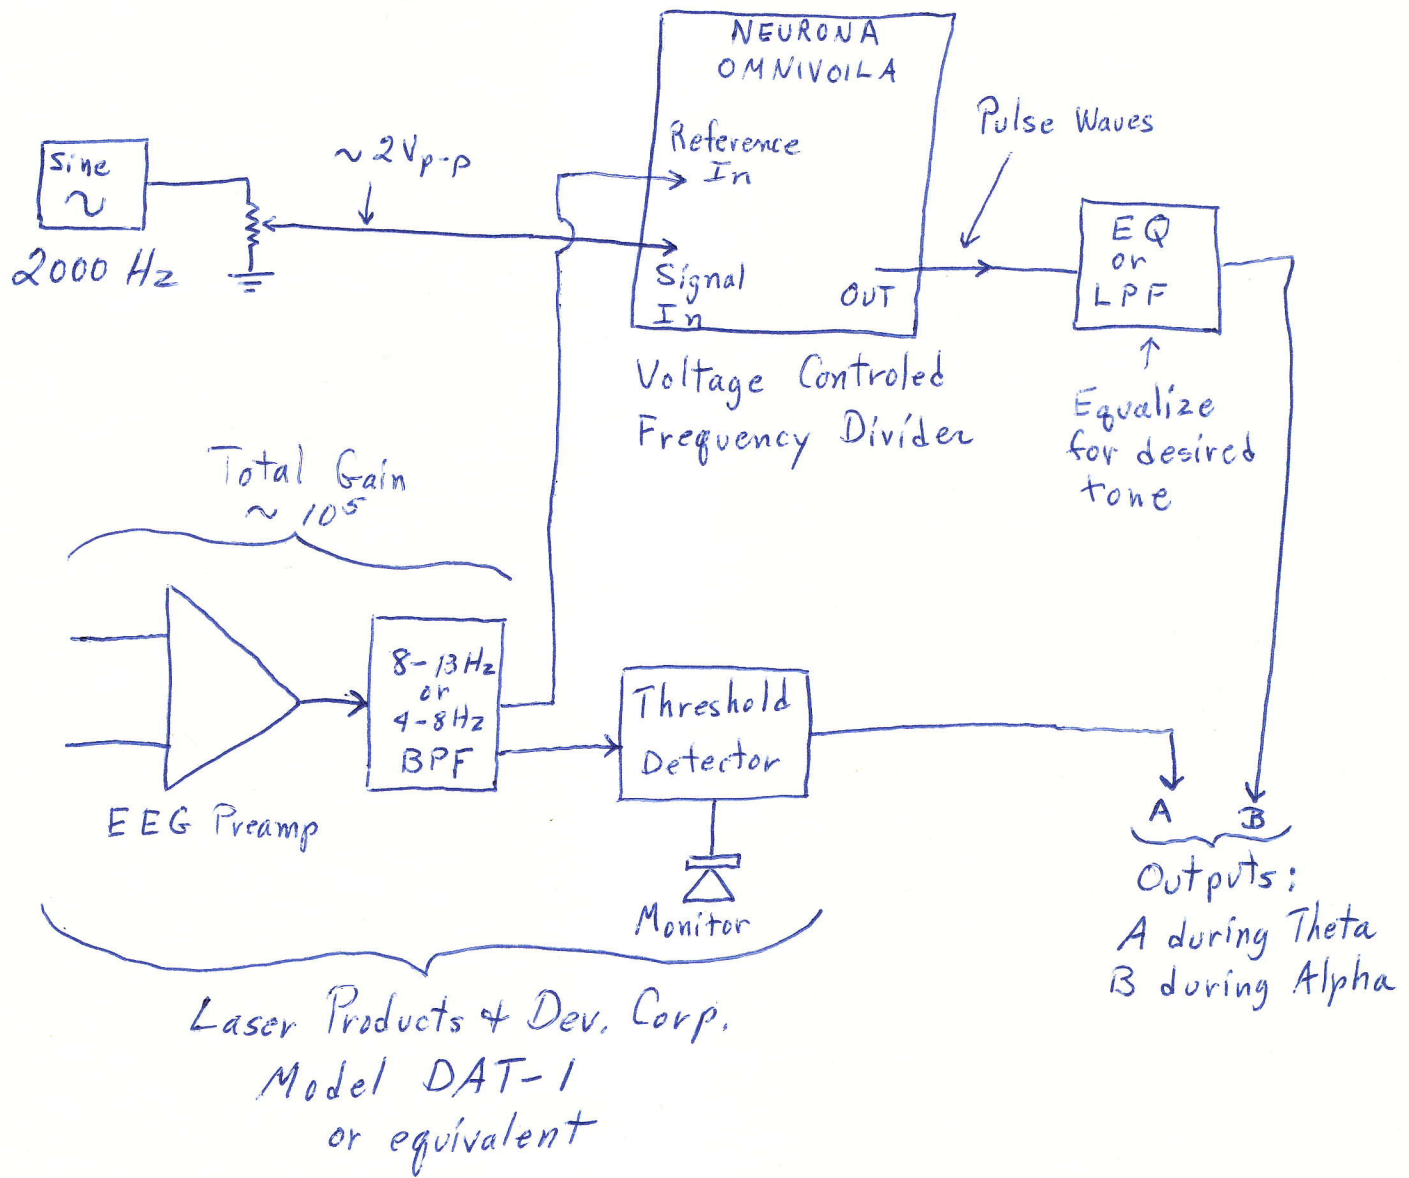 NEURONA
OMNIVOILA
Reference
In
Signal
In
OUT
Voltage Controled
Frequency Divider
Sine
~
2000 Hz
~ 2Vp-p
Pulse Waves
EQ
or
LPF
Equalize
for desired
tone
Total Gain
~ 10⁵
EEG Preamp
8-13Hz
or
4-8Hz
BPF
Threshold
Detector
Monitor
A
B
Outputs:
A during Theta
B during Alpha
Laser Products & Dev. Corp.
Model DAT-1
or equivalent